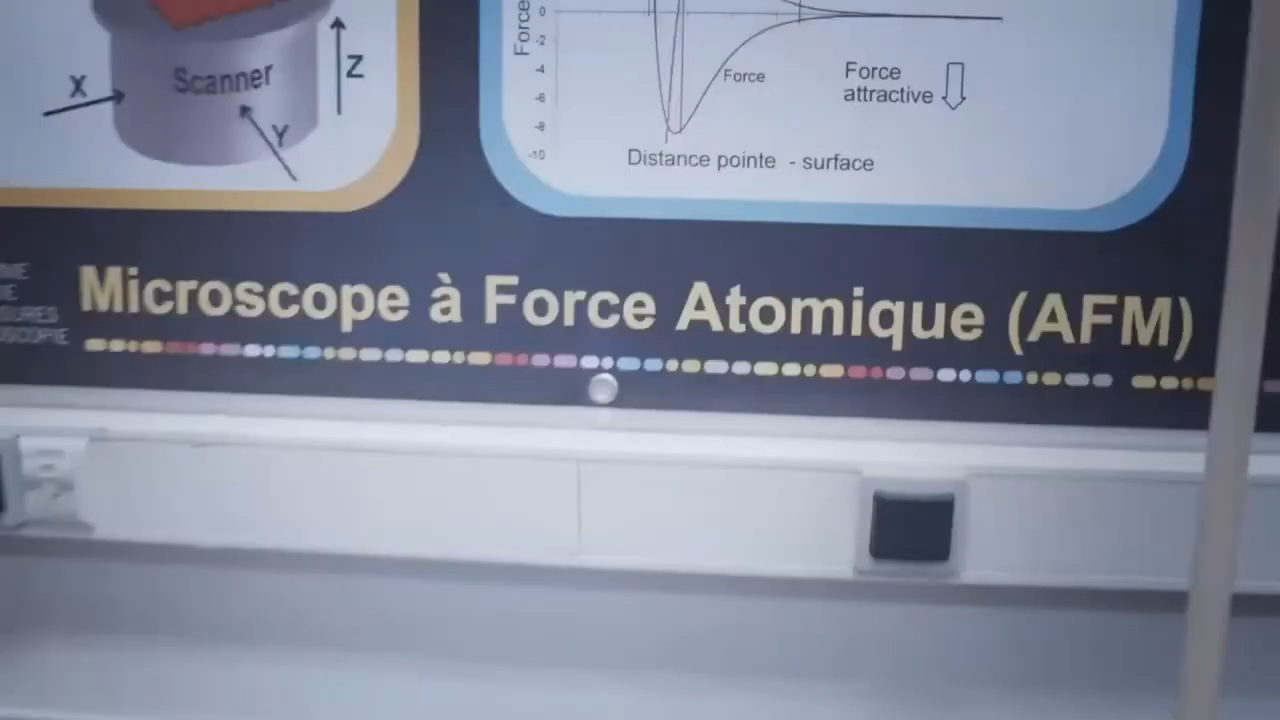 Scanner
X
Z
Y
Force
0
-2
-4
-6
-8
-10
Force
Force
attractive
Distance pointe - surface
Microscope à Force Atomique (AFM)